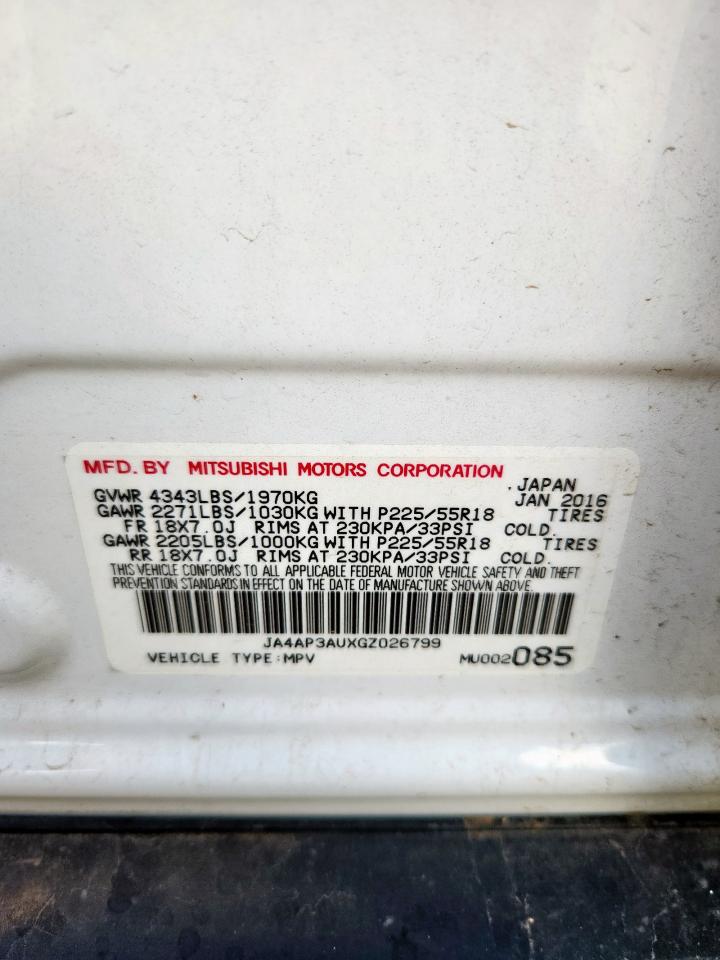 MFD. BY MITSUBISHI MOTORS CORPORATION
. JAPAN
GVWR 4343LBS/1970KG JAN 2016
GAWR 2271LBS/1030KG WITH P225/55R18 TIRES
FR 18X7.0J RIMS AT 230KPA/33PSI COLD.
GAWR 2205LBS/1000KG WITH P225/55R18 TIRES
RR 18X7.0J RIMS AT 230KPA/33PSI COLD.
THIS VEHICLE CONFORMS TO ALL APPLICABLE FEDERAL MOTOR VEHICLE SAFETY AND THEFT
PREVENTION STANDARDS IN EFFECT ON THE DATE OF MANUFACTURE SHOWN ABOVE.
JA4AP3AUXGZ026799
VEHICLE TYPE:MPV MU002085